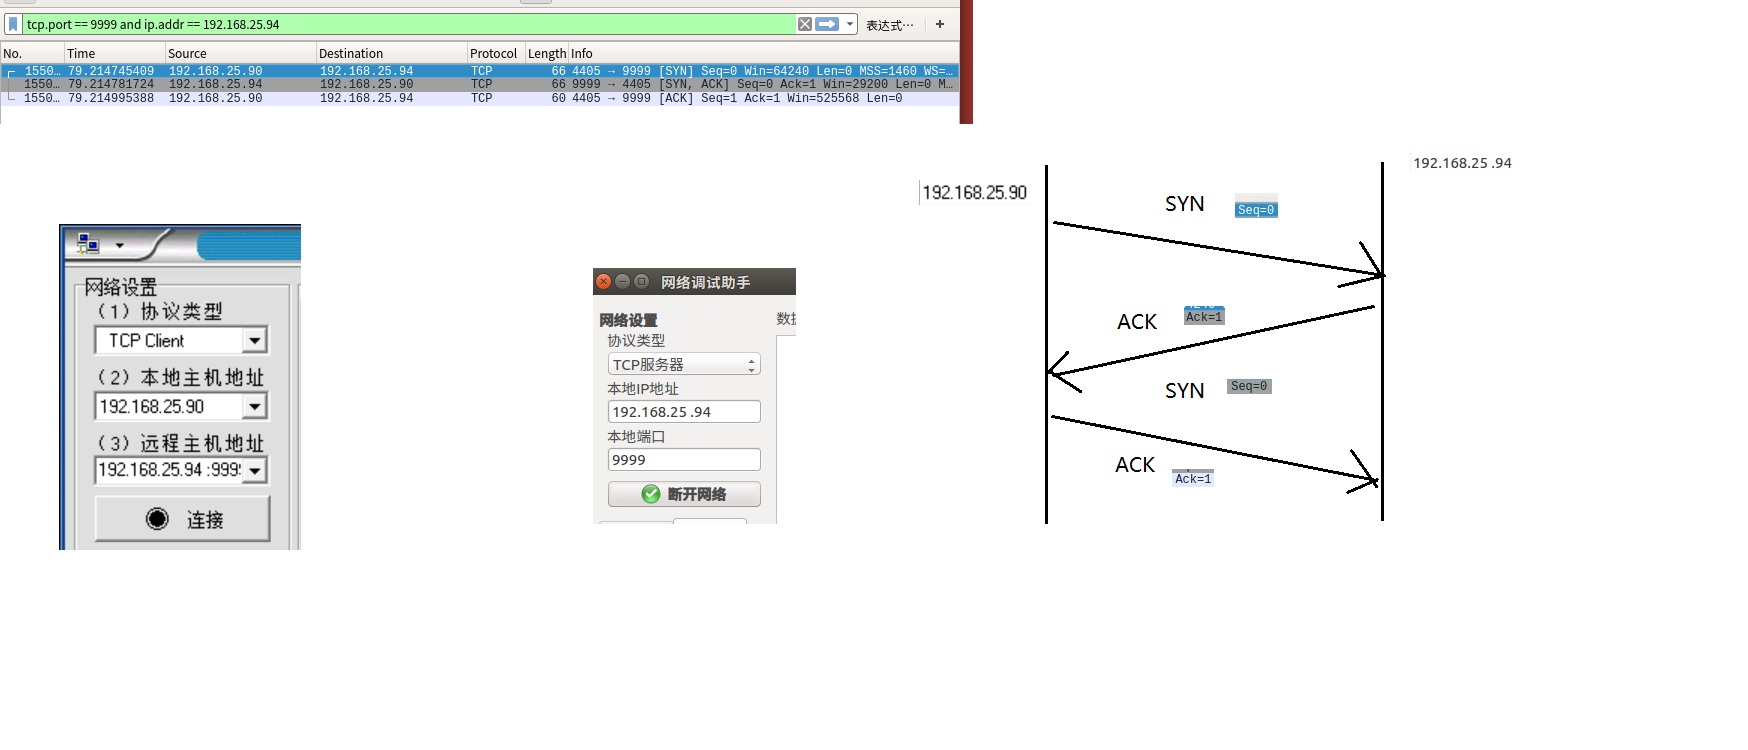 tcp.port == 9999 and ip.addr == 192.168.25.94 表达式… +
No. Time Source Destination Protocol Length Info
1550… 79.214745409 192.168.25.90 192.168.25.94 TCP 66 4405 → 9999 [SYN] Seq=0 Win=64240 Len=0 MSS=1460 WS=…
1550… 79.214781724 192.168.25.94 192.168.25.90 TCP 66 9999 → 4405 [SYN, ACK] Seq=0 Ack=1 Win=29200 Len=0 M…
1550… 79.214995388 192.168.25.90 192.168.25.94 TCP 60 4405 → 9999 [ACK] Seq=1 Ack=1 Win=525568 Len=0
网络设置
（1）协议类型
TCP Client
（2）本地主机地址
192.168.25.90
（3）远程主机地址
192.168.25.94 :999
连接
网络调试助手
网络设置
数据
协议类型
TCP服务器
本地IP地址
192.168.25 .94
本地端口
9999
断开网络
192.168.25.90
192.168.25 .94
SYN Seq=0
ACK Ack=1
SYN Seq=0
ACK Ack=1